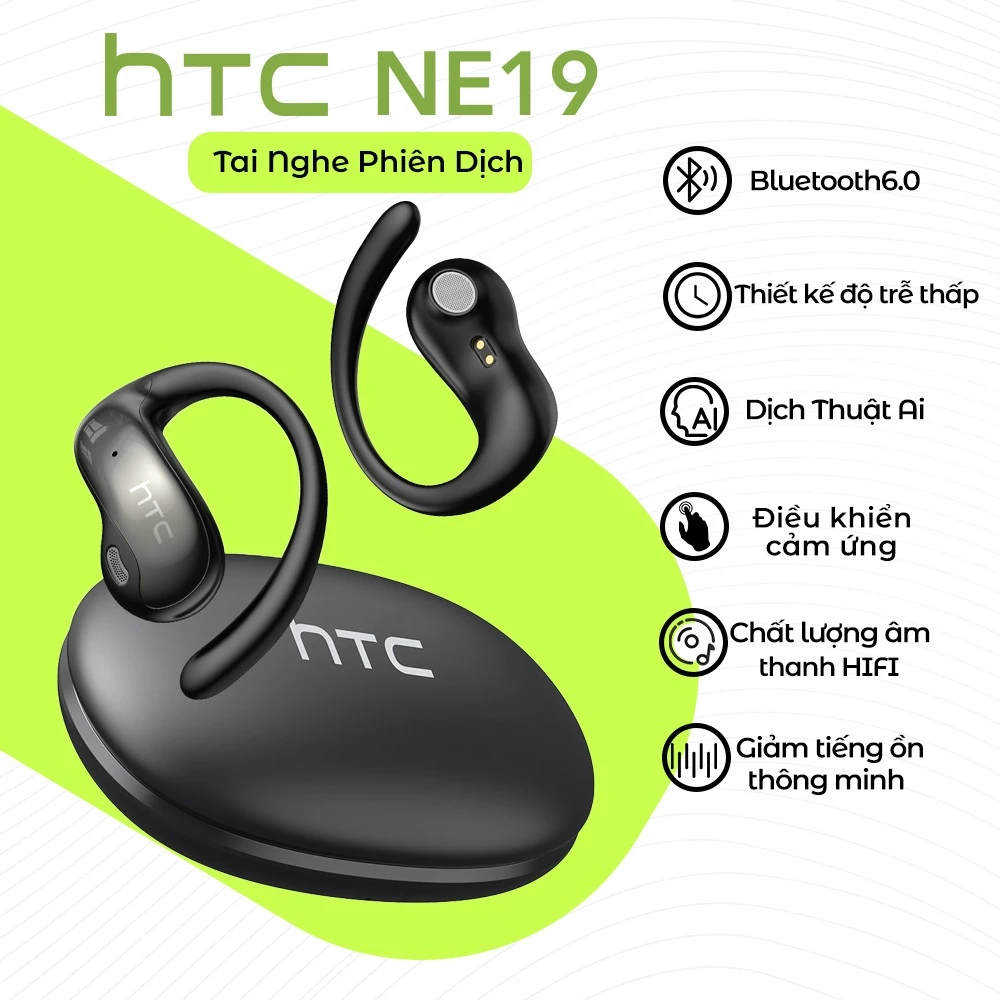 hTC NE19
Tai Nghe Phiên Dịch
Bluetooth6.0
Thiết kế độ trễ thấp
AI
Dịch Thuật Ai
Điều khiển
cảm ứng
Chất lượng âm
thanh HIFI
Giảm tiếng ồn
thông minh
hTC
hTC